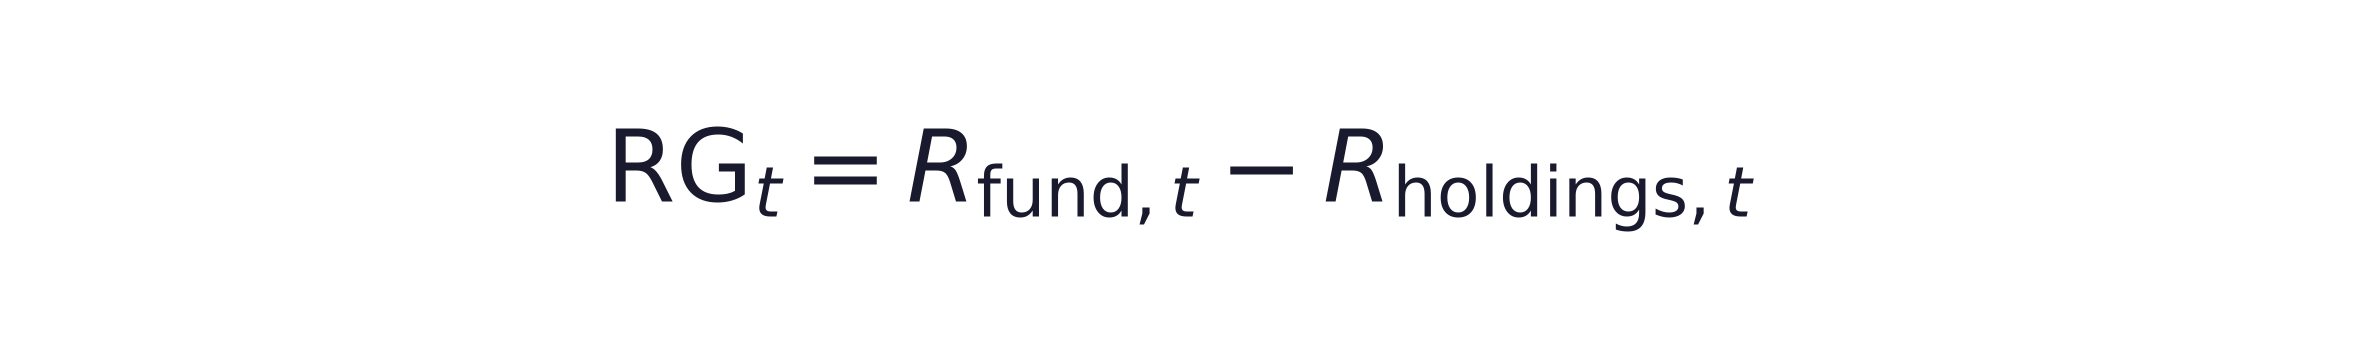 RG_t = R_fund, t − R_holdings, t